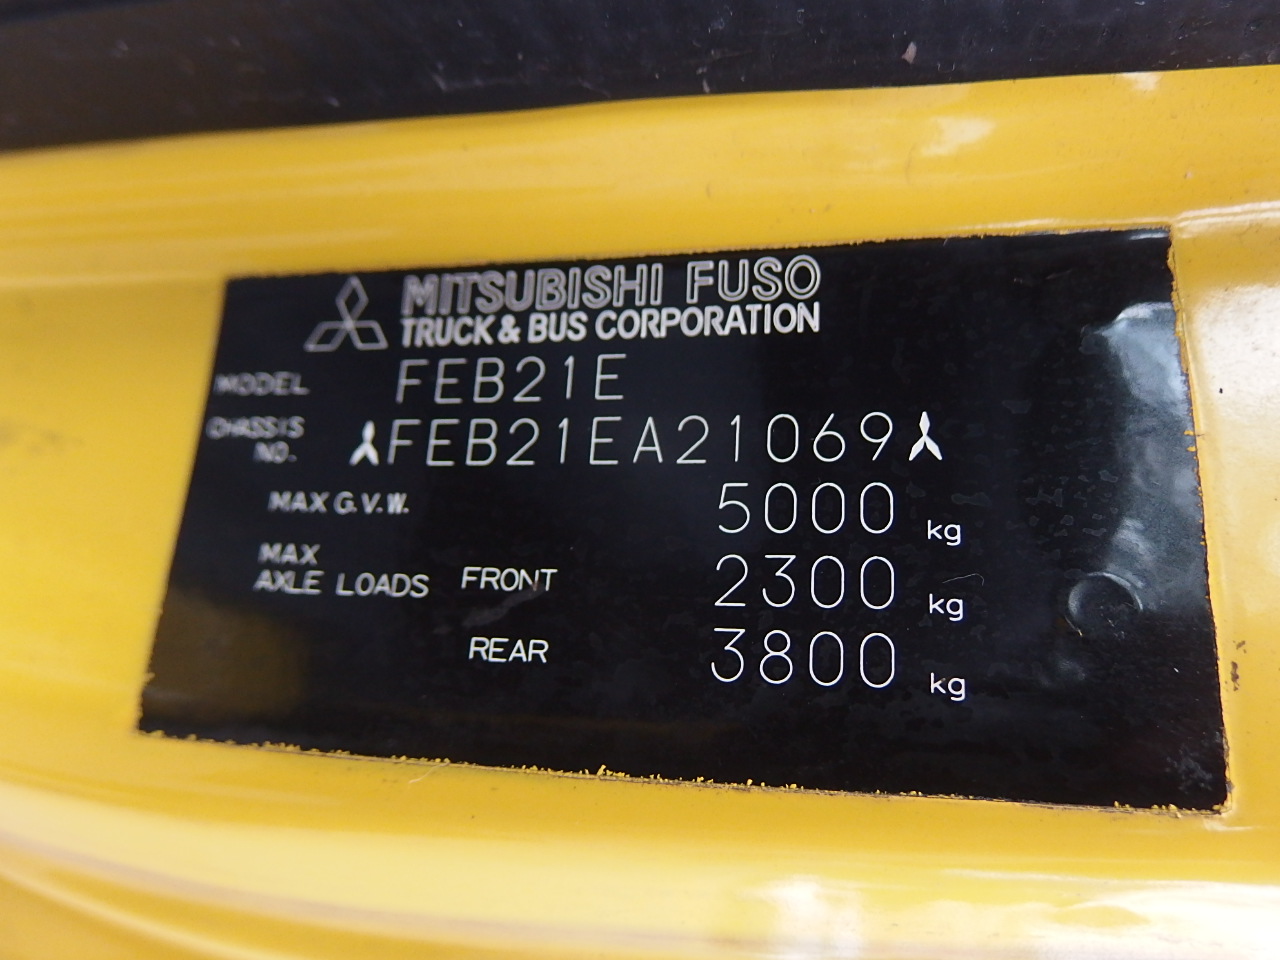 MITSUBISHI FUSO
TRUCK & BUS CORPORATION
MODEL FEB21E
CHASSIS NO. FEB21EA21069
MAX G.V.W. 5000 kg
MAX AXLE LOADS FRONT 2300 kg
REAR 3800 kg